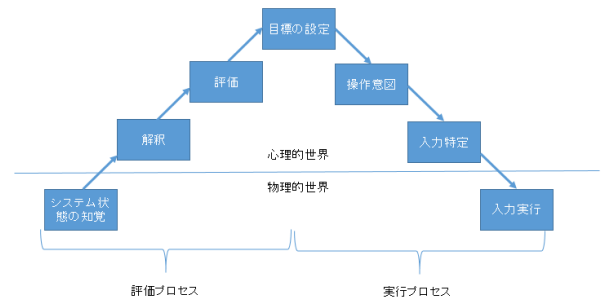 目標の設定
評価
操作意図
解釈
入力特定
心理的世界
物理的世界
システム状
態の知覚
入力実行
評価プロセス
実行プロセス